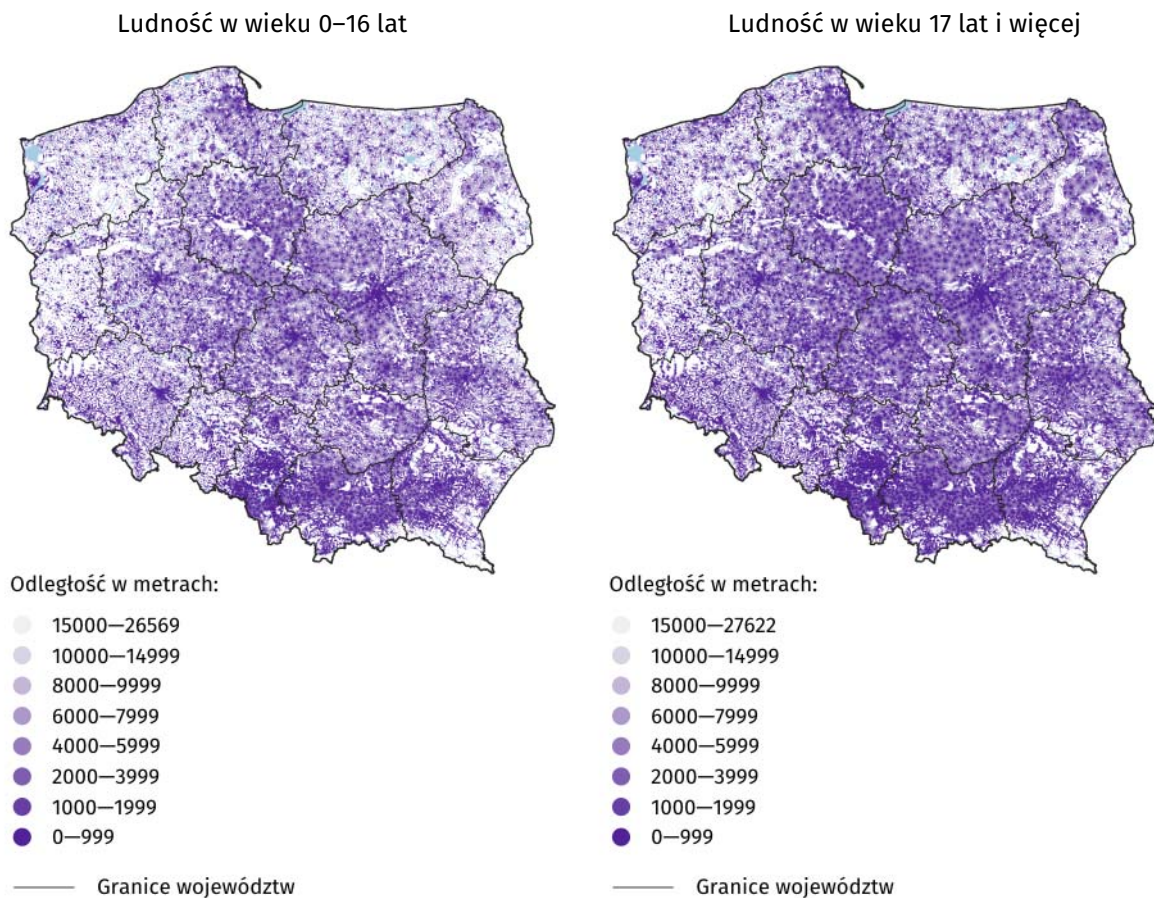 Ludność w wieku 0–16 lat
Ludność w wieku 17 lat i więcej
Odległość w metrach:
15000—26569
10000—14999
8000—9999
6000—7999
4000—5999
2000—3999
1000—1999
0—999
Granice województw
Odległość w metrach:
15000—27622
10000—14999
8000—9999
6000—7999
4000—5999
2000—3999
1000—1999
0—999
Granice województw